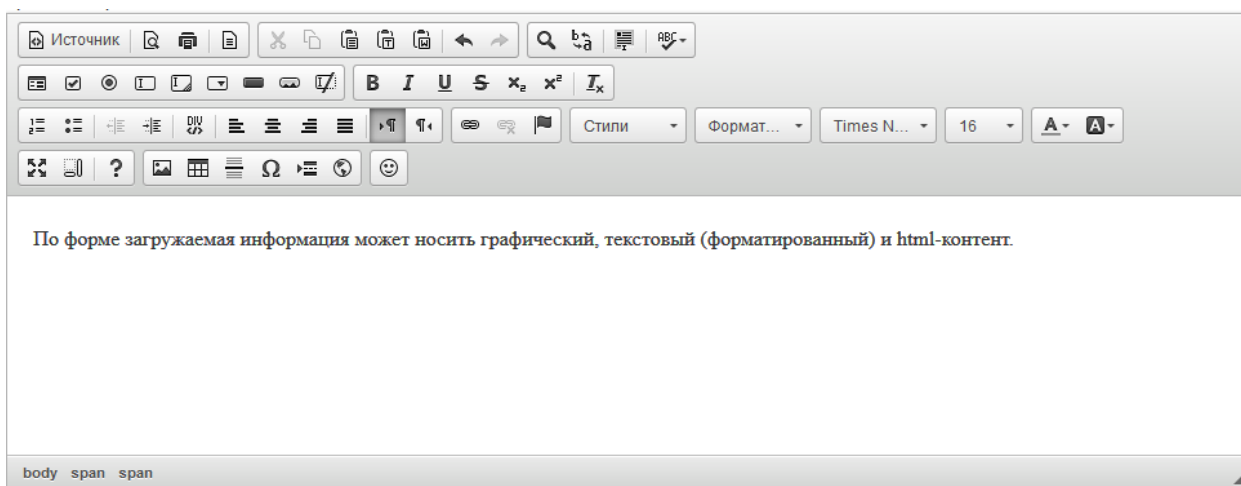 Источник
Стили Формат... Times N... 16
По форме загружаемая информация может носить графический, текстовый (форматированный) и html-контент.
body span span